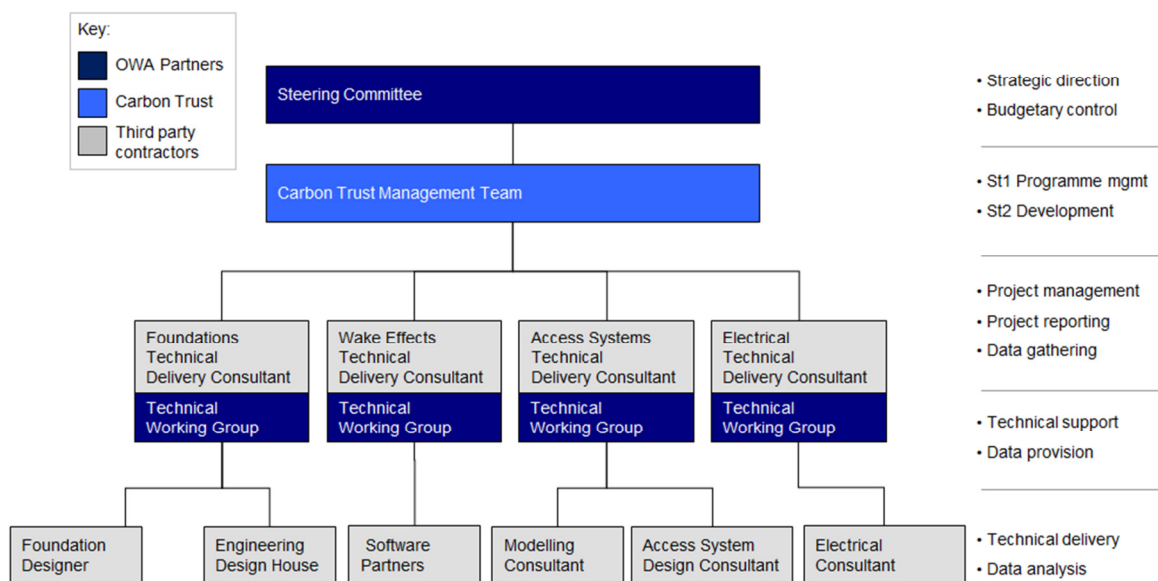 Key:
OWA Partners
Carbon Trust
Third party
contractors
Steering Committee
• Strategic direction
• Budgetary control
Carbon Trust Management Team
• St1 Programme mgmt
• St2 Development
Foundations
Technical
Delivery Consultant
Technical
Working Group
Wake Effects
Technical
Delivery Consultant
Technical
Working Group
Access Systems
Technical
Delivery Consultant
Technical
Working Group
Electrical
Technical
Delivery Consultant
Technical
Working Group
• Project management
• Project reporting
• Data gathering
• Technical support
• Data provision
Foundation
Designer
Engineering
Design House
Software
Partners
Modelling
Consultant
Access System
Design Consultant
Electrical
Consultant
• Technical delivery
• Data analysis